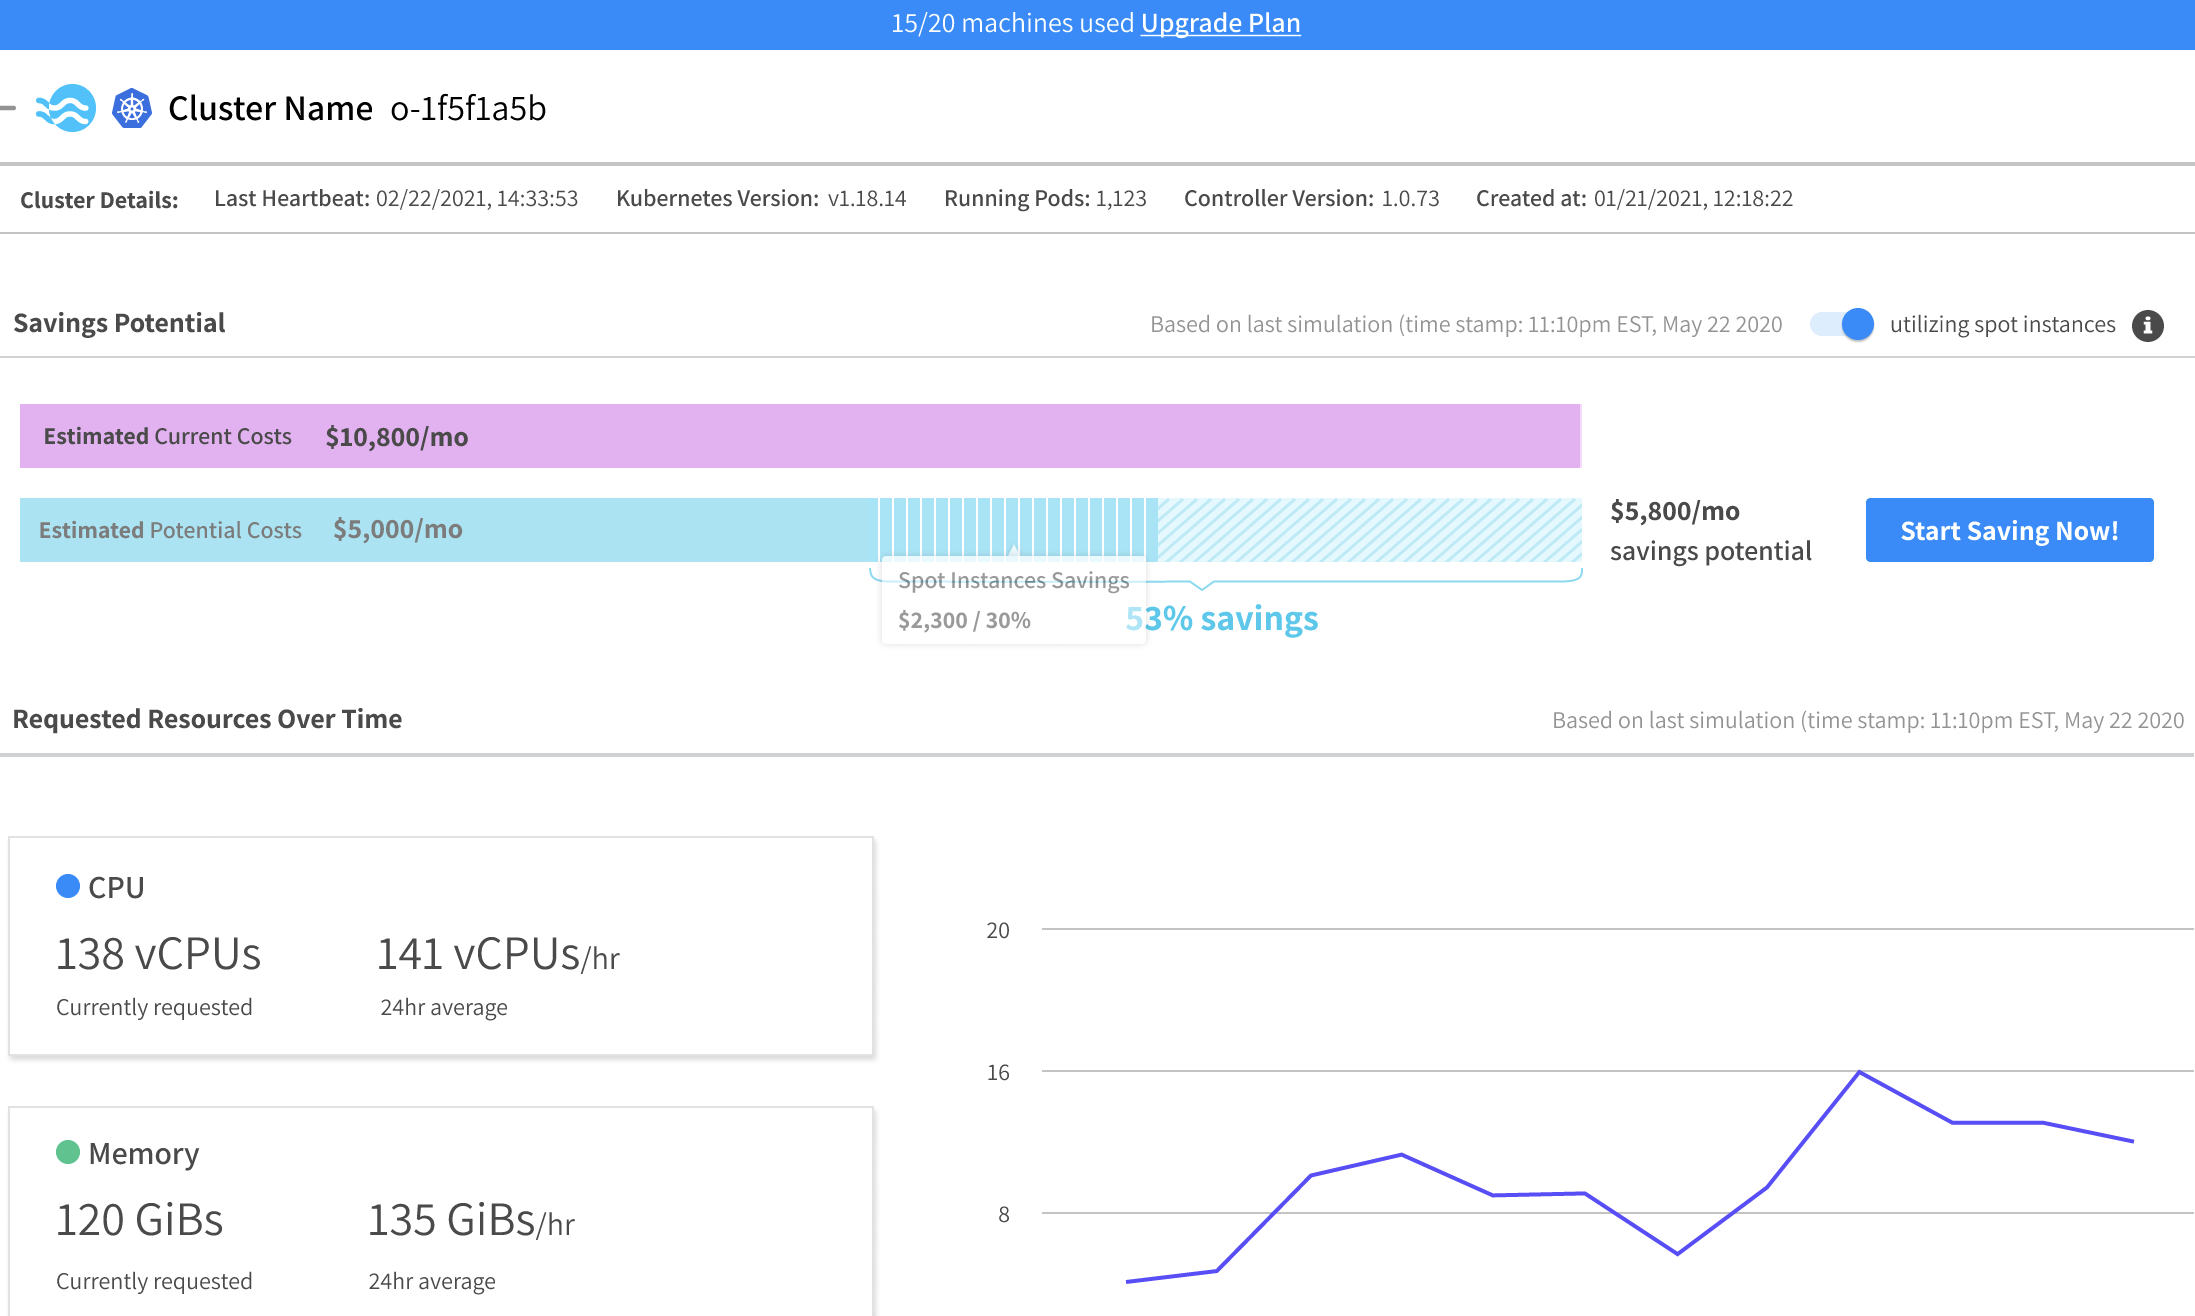 15/20 machines used Upgrade Plan
Cluster Name o-1f5f1a5b
Cluster Details: Last Heartbeat: 02/22/2021, 14:33:53 Kubernetes Version: v1.18.14 Running Pods: 1,123 Controller Version: 1.0.73 Created at: 01/21/2021, 12:18:22
Savings Potential Based on last simulation (time stamp: 11:10pm EST, May 22 2020 utilizing spot instances
Estimated Current Costs $10,800/mo
Estimated Potential Costs $5,000/mo
$5,800/mo
savings potential
Start Saving Now!
Spot Instances Savings
$2,300 / 30%
53% savings
Requested Resources Over Time Based on last simulation (time stamp: 11:10pm EST, May 22 2020
CPU
138 vCPUs 141 vCPUs/hr
Currently requested 24hr average
Memory
120 GiBs 135 GiBs/hr
Currently requested 24hr average
20
16
8